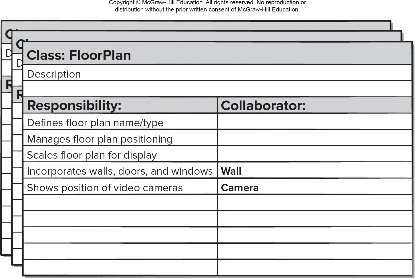 Copyright © McGraw-Hill Education. All rights reserved. No reproduction or
distribution without the prior written consent of McGraw-Hill Education
Class: FloorPlan
Description
Responsibility: Collaborator:
Defines floor plan name/type
Manages floor plan positioning
Scales floor plan for display
Incorporates walls, doors, and windows Wall
Shows position of video cameras Camera